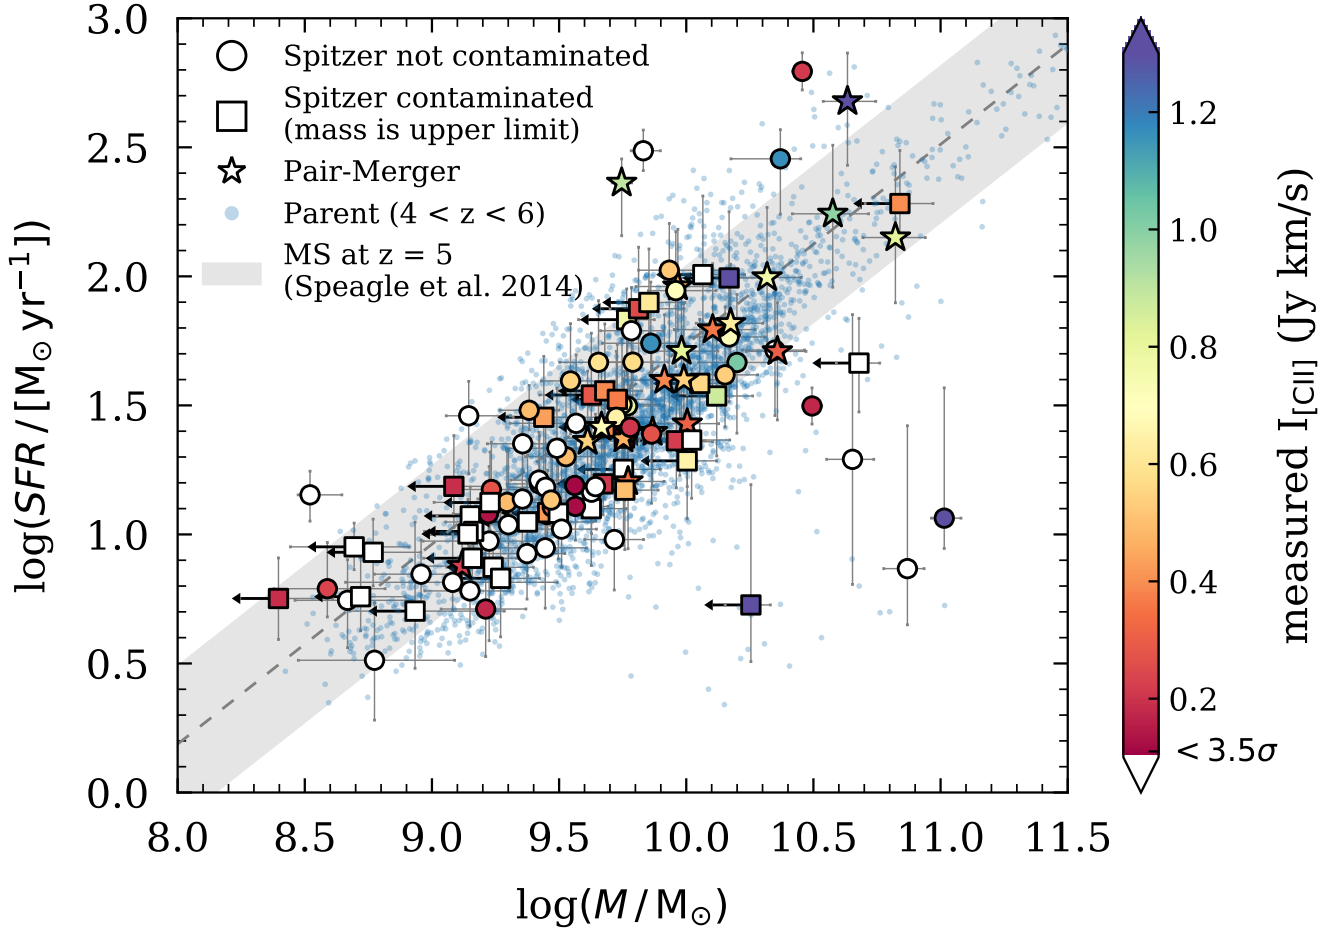 3.0
2.5
2.0
1.5
1.0
0.5
0.0
log(SFR / [M⊙ yr⁻¹])
Spitzer not contaminated
Spitzer contaminated
(mass is upper limit)
Pair-Merger
Parent (4 < z < 6)
MS at z = 5
(Speagle et al. 2014)
8.0 8.5 9.0 9.5 10.0 10.5 11.0 11.5
log(M / M⊙)
1.2
1.0
0.8
0.6
0.4
0.2
< 3.5σ
measured I[CII] (Jy km/s)